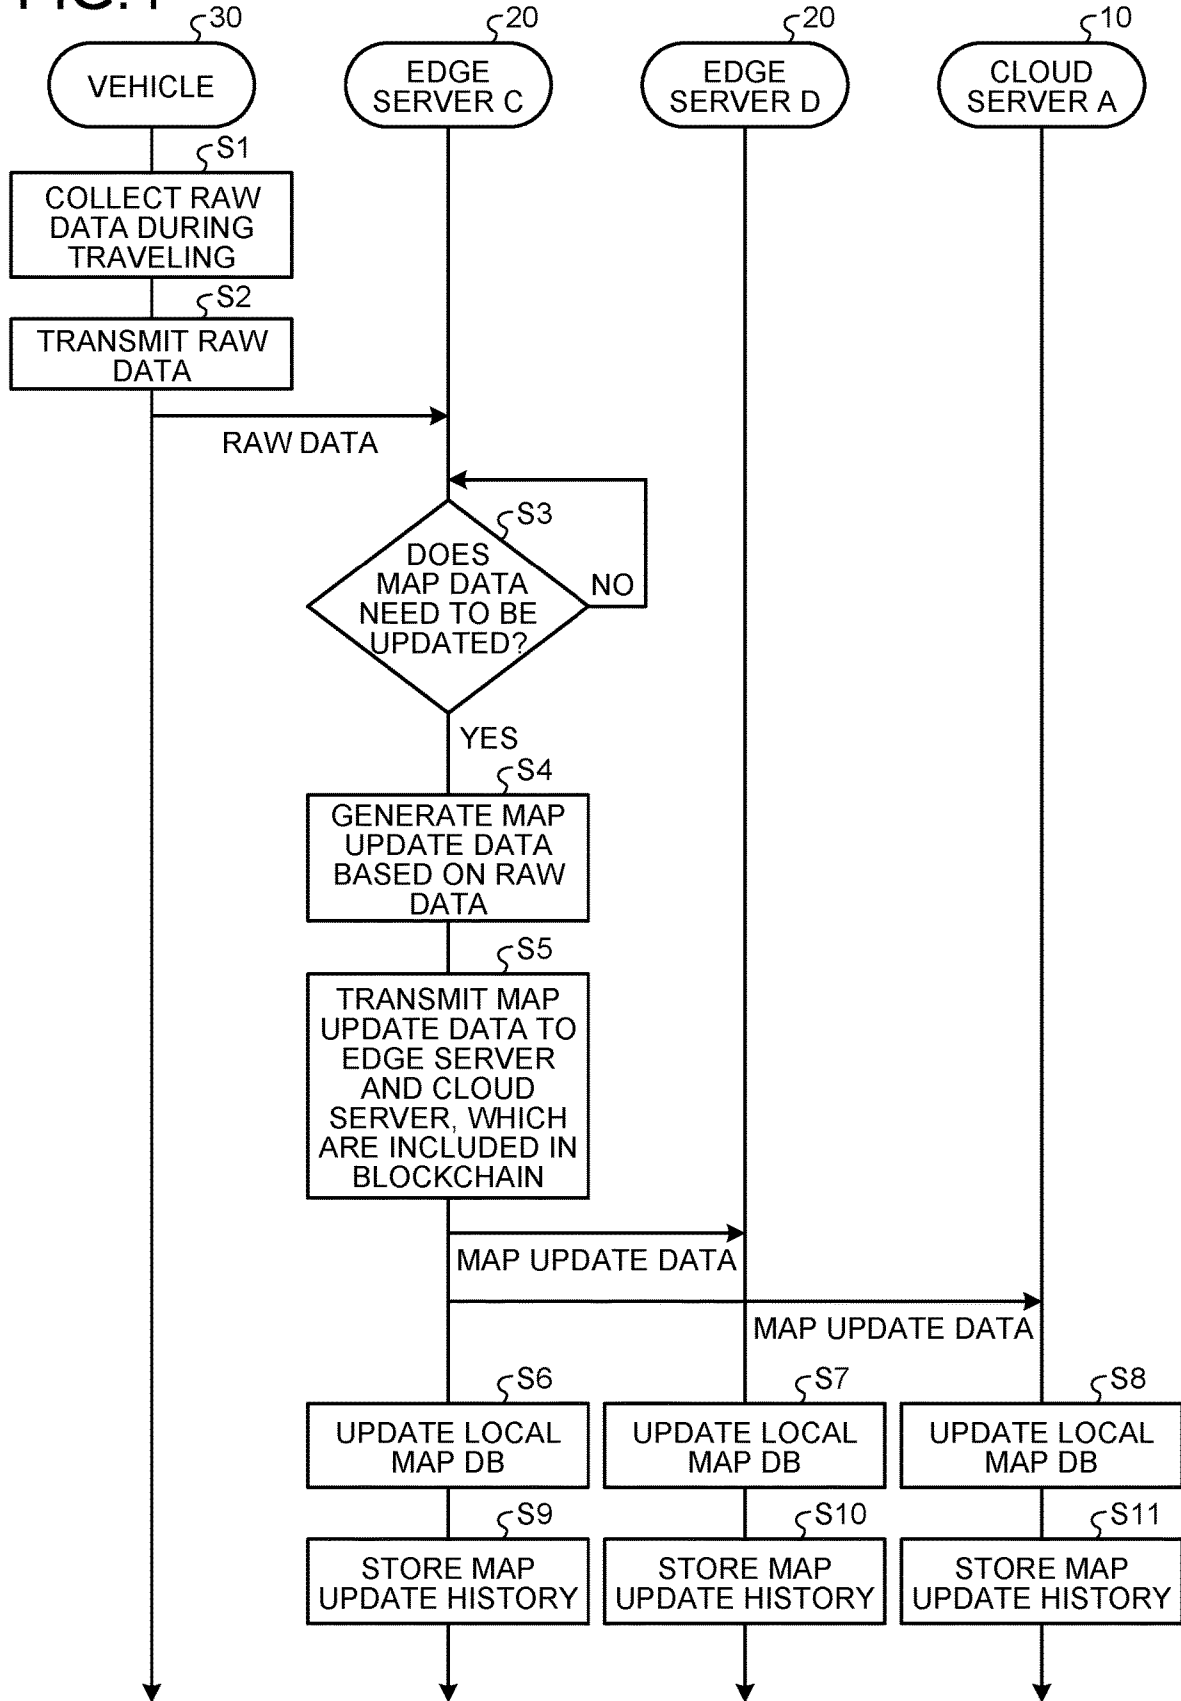 30
20
20
10
VEHICLE
EDGE
SERVER C
EDGE
SERVER D
CLOUD
SERVER A
S1
COLLECT RAW
DATA DURING
TRAVELING
S2
TRANSMIT RAW
DATA
RAW DATA
S3
DOES
MAP DATA
NEED TO BE
UPDATED?
NO
YES
S4
GENERATE MAP
UPDATE DATA
BASED ON RAW
DATA
S5
TRANSMIT MAP
UPDATE DATA TO
EDGE SERVER
AND CLOUD
SERVER, WHICH
ARE INCLUDED IN
BLOCKCHAIN
MAP UPDATE DATA
MAP UPDATE DATA
S6
UPDATE LOCAL
MAP DB
S7
UPDATE LOCAL
MAP DB
S8
UPDATE LOCAL
MAP DB
S9
STORE MAP
UPDATE HISTORY
S10
STORE MAP
UPDATE HISTORY
S11
STORE MAP
UPDATE HISTORY